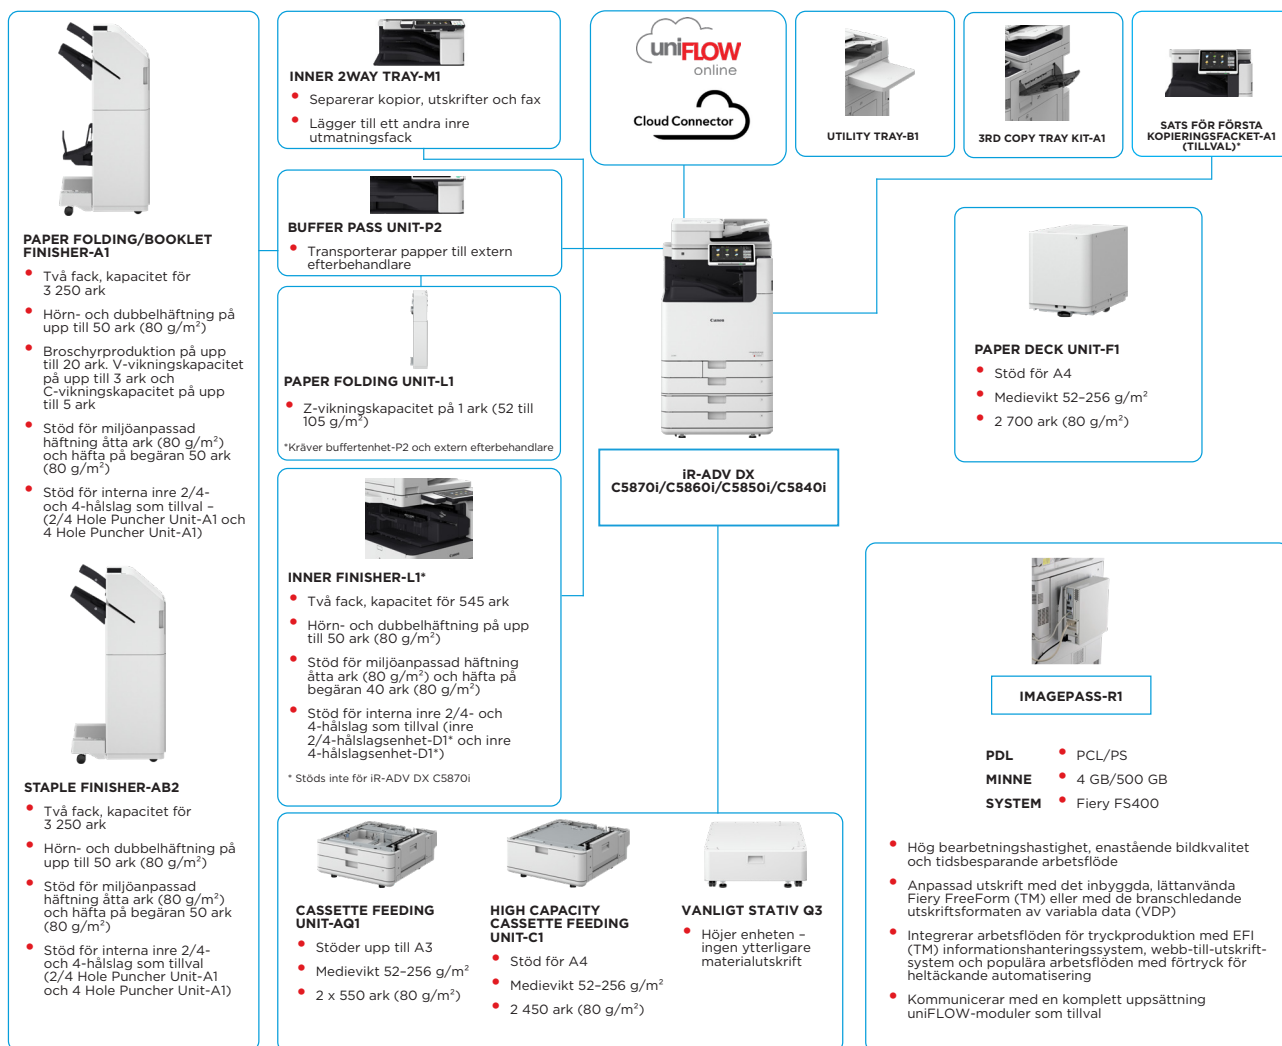 PAPER FOLDING/BOOKLET
FINISHER-A1
• Två fack, kapacitet för
3 250 ark
• Hörn- och dubbelhäftning på
upp till 50 ark (80 g/m²)
• Broschyrproduktion på upp
till 20 ark. V-vikningskapacitet
på upp till 3 ark och
C-vikningskapacitet på upp
till 5 ark
• Stöd för miljöanpassad
häftning åtta ark (80 g/m²)
och häfta på begäran 50 ark
(80 g/m²)
• Stöd för interna inre 2/4-
och 4-hålslag som tillval –
(2/4 Hole Puncher Unit-A1 och
4 Hole Puncher Unit-A1)
STAPLE FINISHER-AB2
• Två fack, kapacitet för
3 250 ark
• Hörn- och dubbelhäftning på
upp till 50 ark (80 g/m²)
• Stöd för miljöanpassad
häftning åtta ark (80 g/m²)
och häfta på begäran 50 ark
(80 g/m²)
• Stöd för interna inre 2/4-
och 4-hålslag som tillval
(2/4 Hole Puncher Unit-A1
och 4 Hole Puncher Unit-A1)
INNER 2WAY TRAY-M1
• Separerar kopior, utskrifter och fax
• Lägger till ett andra inre
utmatningsfack
BUFFER PASS UNIT-P2
• Transporterar papper till extern
efterbehandlare
PAPER FOLDING UNIT-L1
• Z-vikningskapacitet på 1 ark (52 till
105 g/m²)
*Kräver buffertenhet-P2 och extern efterbehandlare
INNER FINISHER-L1*
• Två fack, kapacitet för 545 ark
• Hörn- och dubbelhäftning på upp
till 50 ark (80 g/m²)
• Stöd för miljöanpassad häftning
åtta ark (80 g/m²) och häfta på
begäran 40 ark (80 g/m²)
• Stöd för interna inre 2/4- och
4-hålslag som tillval (inre
2/4-hålslagsenhet-D1* och inre
4-hålslagsenhet-D1*)
* Stöds inte för iR-ADV DX C5870i
uniFLOW
online
Cloud Connector
UTILITY TRAY-B1
3RD COPY TRAY KIT-A1
SATS FÖR FÖRSTA
KOPIERINGSFACKET-A1
(TILLVAL)*
Canon
iR-ADV DX
C5870i/C5860i/C5850i/C5840i
PAPER DECK UNIT-F1
• Stöd för A4
• Medievikt 52–256 g/m²
• 2 700 ark (80 g/m²)
CASSETTE FEEDING
UNIT-AQ1
• Stöder upp till A3
• Medievikt 52–256 g/m²
• 2 x 550 ark (80 g/m²)
HIGH CAPACITY
CASSETTE FEEDING
UNIT-C1
• Stöd för A4
• Medievikt 52–256 g/m²
• 2 450 ark (80 g/m²)
VANLIGT STATIV Q3
• Höjer enheten –
ingen ytterligare
materialutskrift
IMAGEPASS-R1
PDL • PCL/PS
MINNE • 4 GB/500 GB
SYSTEM • Fiery FS400
• Hög bearbetningshastighet, enastående bildkvalitet
och tidsbesparande arbetsflöde
• Anpassad utskrift med det inbyggda, lättanvända
Fiery FreeForm (TM) eller med de branschledande
utskriftsformaten av variabla data (VDP)
• Integrerar arbetsflöden för tryckproduktion med EFI
(TM) informationshanteringssystem, webb-till-utskrift-
system och populära arbetsflöden med förtryck för
heltäckande automatisering
• Kommunicerar med en komplett uppsättning
uniFLOW-moduler som tillval